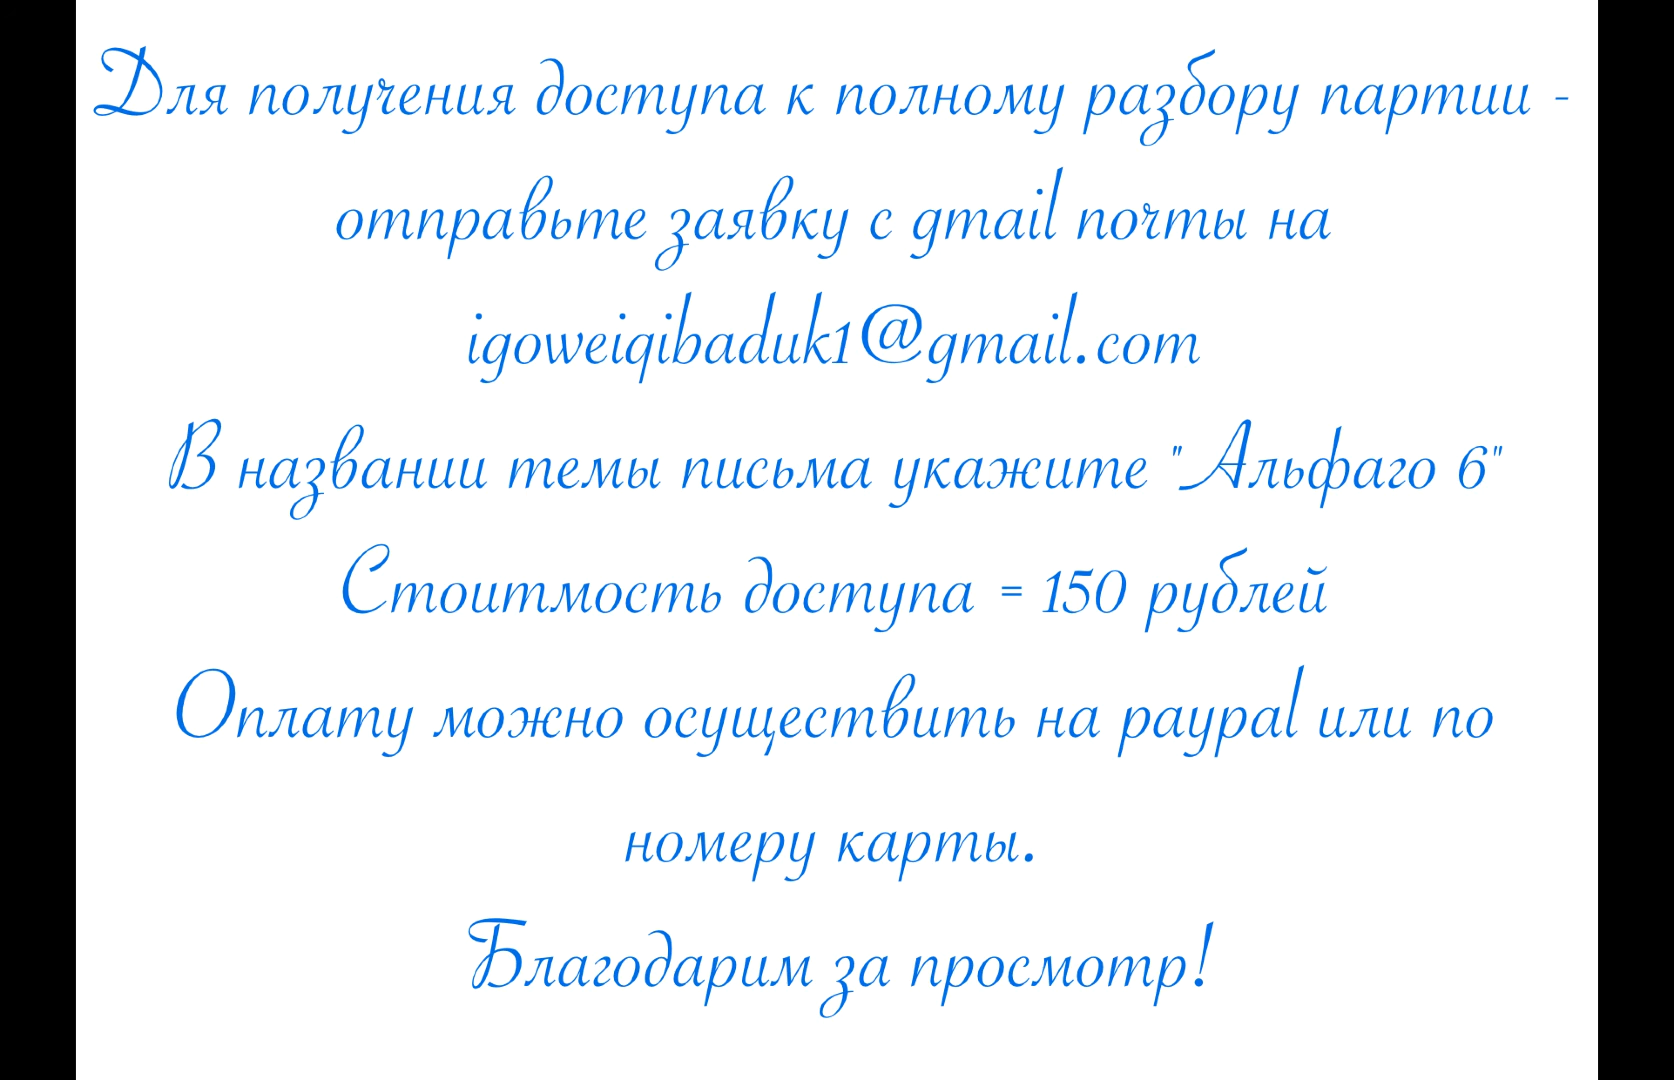 Для получения доступа к полному разбору партии -
отправьте заявку с gmail почты на
igoweiqibaduk1@gmail.com
В названии темы письма укажите "Альфаго 6"
Стоитмость доступа = 150 рублей
Оплату можно осуществить на paypal или по
номеру карты.
Благодарим за просмотр!